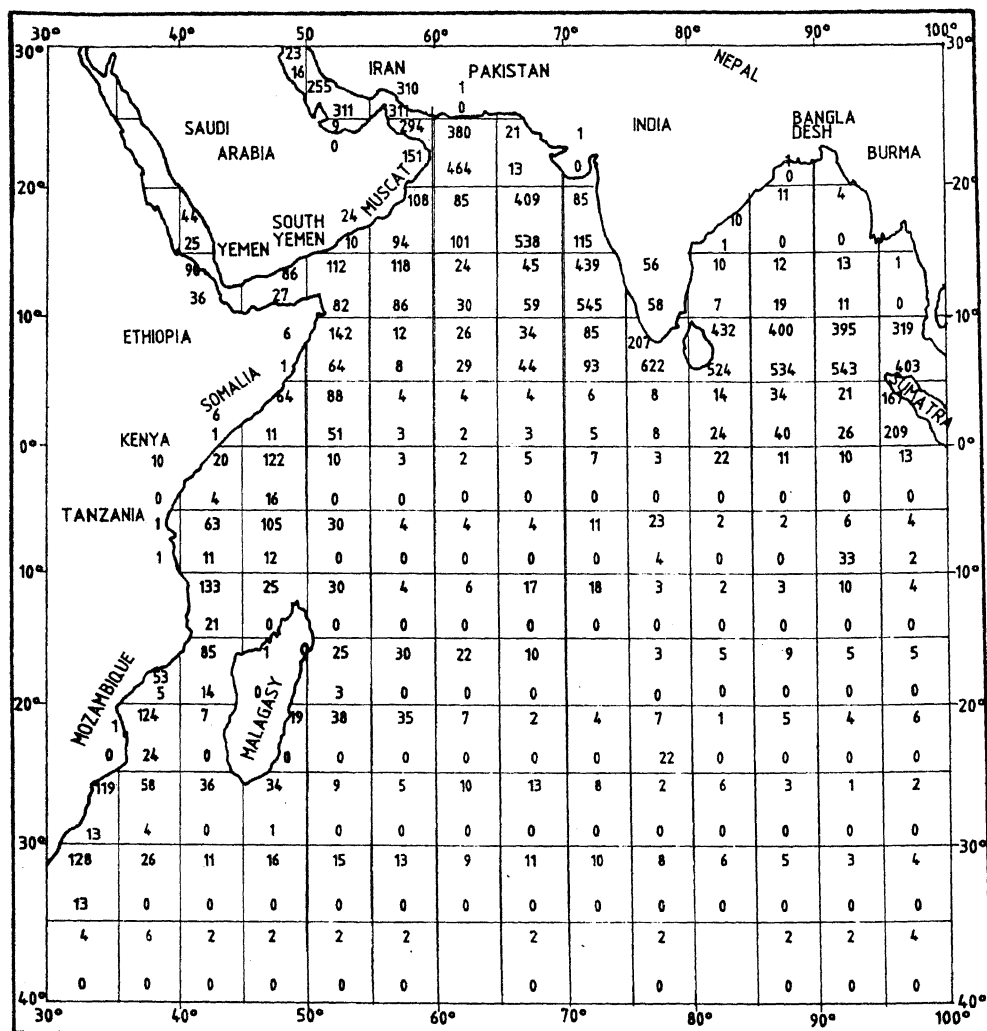 30° 40° 50° 60° 70° 80° 90° 100°
30° 30°
23
16
IRAN PAKISTAN NEPAL
255 310 1
311 311 0
SAUDI 9 294 380 21 1 INDIA BANGLA
DESH
ARABIA 0 151 464 13 0 1 BURMA
0
20° MUSCAT 20°
44 SOUTH 24 108 85 409 85 10 11 4
25 YEMEN YEMEN 10 94 101 538 115 1 0 0
86 112 118 24 45 439 56 10 12 13 1
36 27 82 86 30 59 545 58 7 19 11 0
10° 10°
ETHIOPIA 6 142 12 26 34 85 207 432 400 395 319
SOMALIA 1 64 8 29 44 93 622 524 534 543 403
6 64 88 4 4 4 6 8 14 34 21 SUMATRA
KENYA 1 11 51 3 2 3 5 8 24 40 26 209
0° 0°
10 20 122 10 3 2 5 7 3 22 11 10 13
0 4 16 0 0 0 0 0 0 0 0 0 0
TANZANIA 1 63 105 30 4 4 4 11 23 2 2 6 4
1 11 12 0 0 0 0 0 4 0 0 33 2
10° 10°
133 25 30 4 6 17 18 3 2 3 10 4
21 0 0 0 0 0 0 0 0 0 0 0
MOZAMBIQUE 53 85 1 0 25 30 22 10 3 5 9 5 5
5 14 0 3 0 0 0 0 0 0 0 0
20° 20°
1 124 7 MALAGASY 19 38 35 7 2 4 7 1 5 4 6
0 24 0 0 0 0 0 0 0 22 0 0 0 0
119 58 36 34 9 5 10 13 8 2 6 3 1 2
13 4 0 1 0 0 0 0 0 0 0 0 0 0
30° 30°
128 26 11 16 15 13 9 11 10 8 6 5 3 4
13 0 0 0 0 0 0 0 0 0 0 0 0 0
4 6 2 2 2 2 2 2 2 2 4
0 0 0 0 0 0 0 0 0 0 0 0
40° 40°
30° 40° 50° 60° 70° 80° 90° 100°